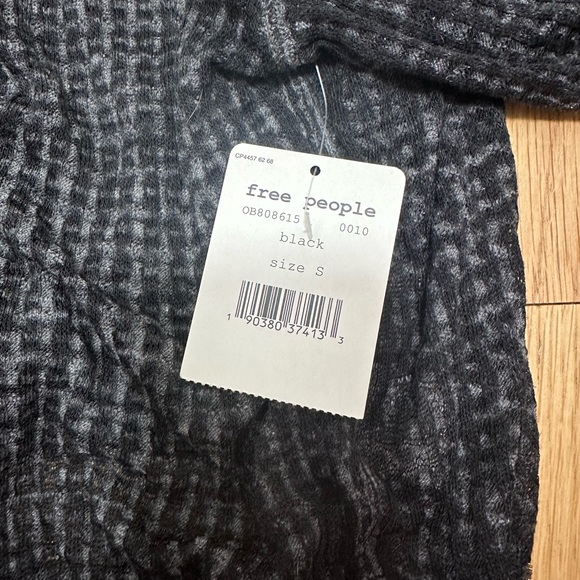 CP4457 62 68
free people
OB808615 0010
black
size S
1 90380 37413 3